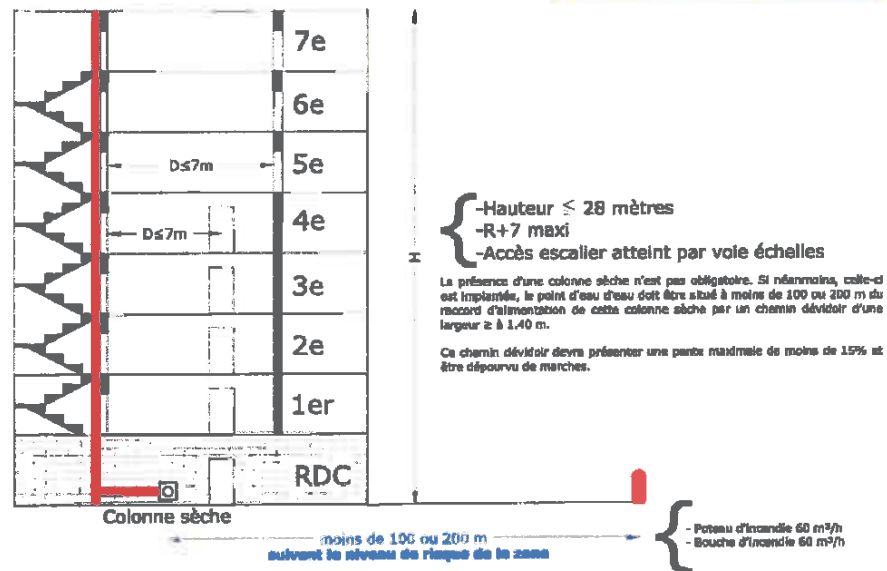 7e
6e
D≤7m
5e
D≤7m
4e
3e
2e
1er
RDC
Colonne sèche
H
-Hauteur ≤ 28 mètres
-R+7 maxi
-Accès escalier atteint par voie échelles
La présence d'une colonne sèche n'est pas obligatoire. Si néanmoins, celle-ci
est implantée, le point d'eau d'eau doit être situé à moins de 100 ou 200 m du
raccord d'alimentation de cette colonne sèche par un chemin dévidoir d'une
largeur ≥ à 1.40 m.
Ce chemin dévidoir devra présenter une pente maximale de moins de 15% et
être dépourvu de marches.
moins de 100 ou 200 m
suivant le niveau de risque de la zone
- Poteau d'incendie 60 m³/h
- Bouche d'incendie 60 m³/h